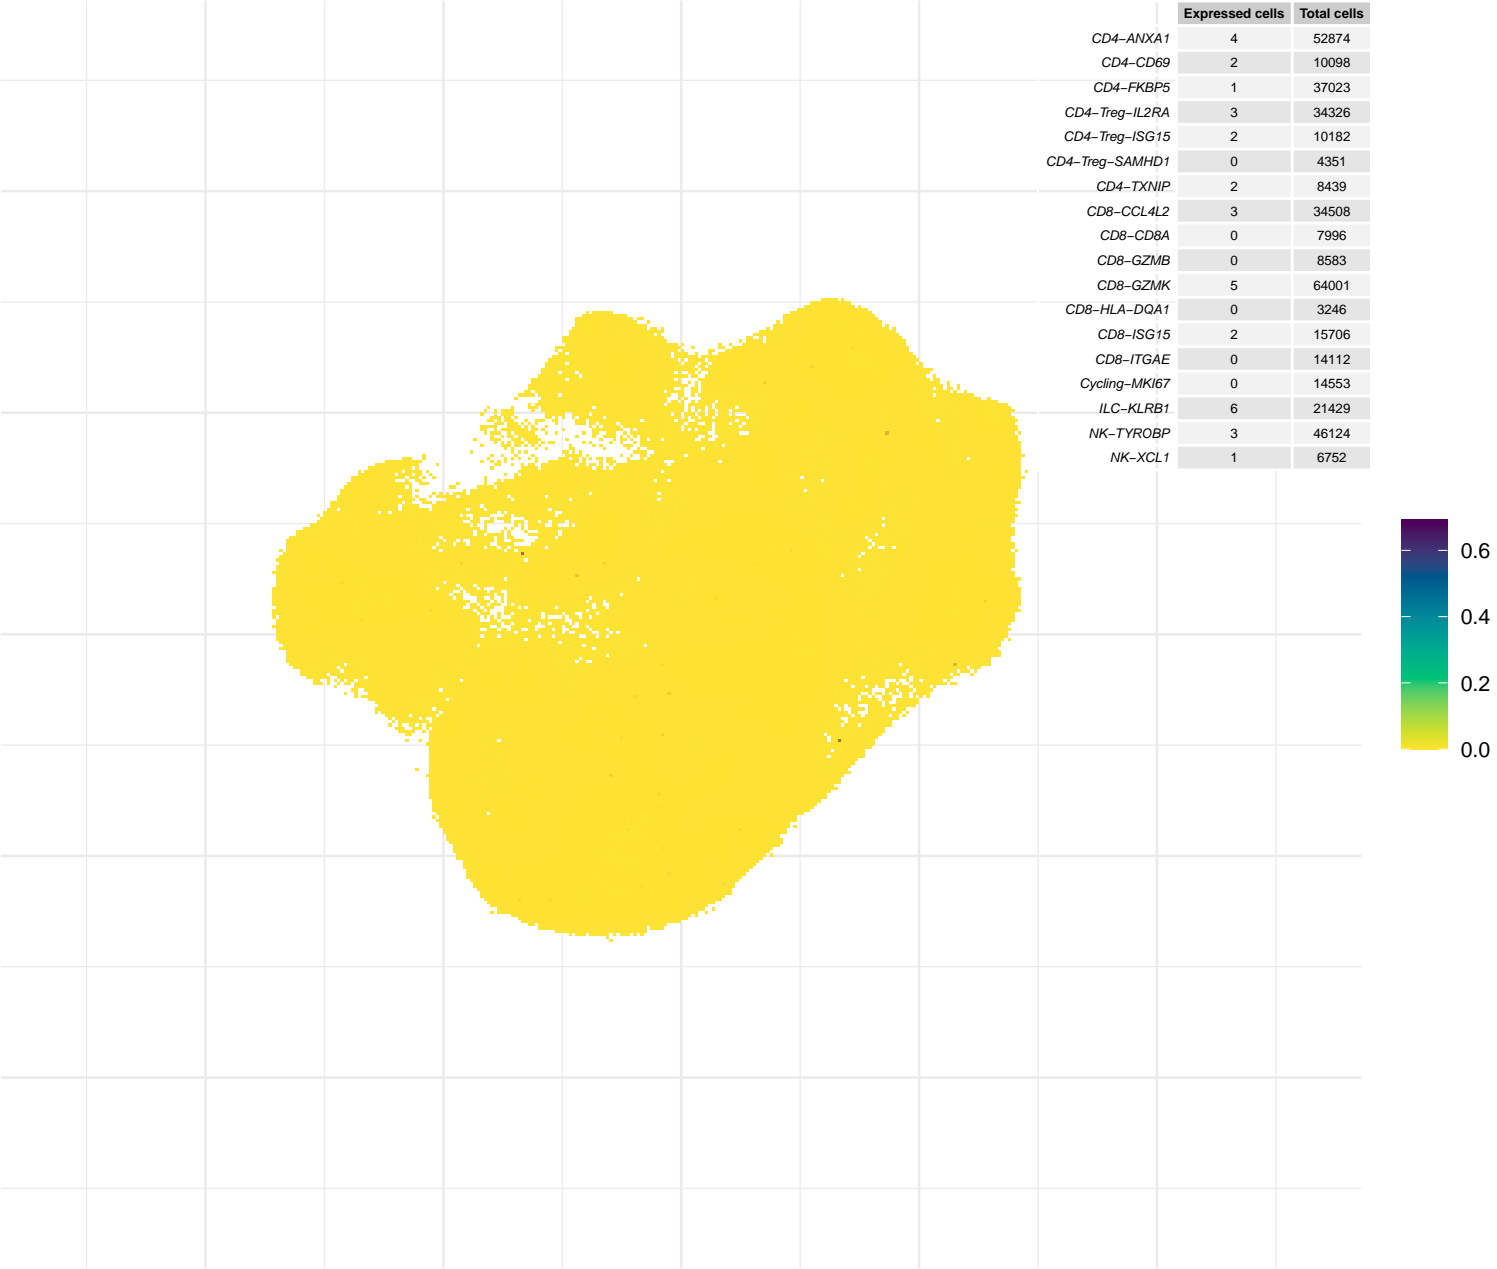 Expressed cells Total cells
CD4−ANXA1 4 52874
CD4−CD69 2 10098
CD4−FKBP5 1 37023
CD4−Treg−IL2RA 3 34326
CD4−Treg−ISG15 2 10182
CD4−Treg−SAMHD1 0 4351
CD4−TXNIP 2 8439
CD8−CCL4L2 3 34508
CD8−CD8A 0 7996
CD8−GZMB 0 8583
CD8−GZMK 5 64001
CD8−HLA−DQA1 0 3246
CD8−ISG15 2 15706
CD8−ITGAE 0 14112
Cycling−MKI67 0 14553
ILC−KLRB1 6 21429
NK−TYROBP 3 46124
NK−XCL1 1 6752
0.6
0.4
0.2
0.0